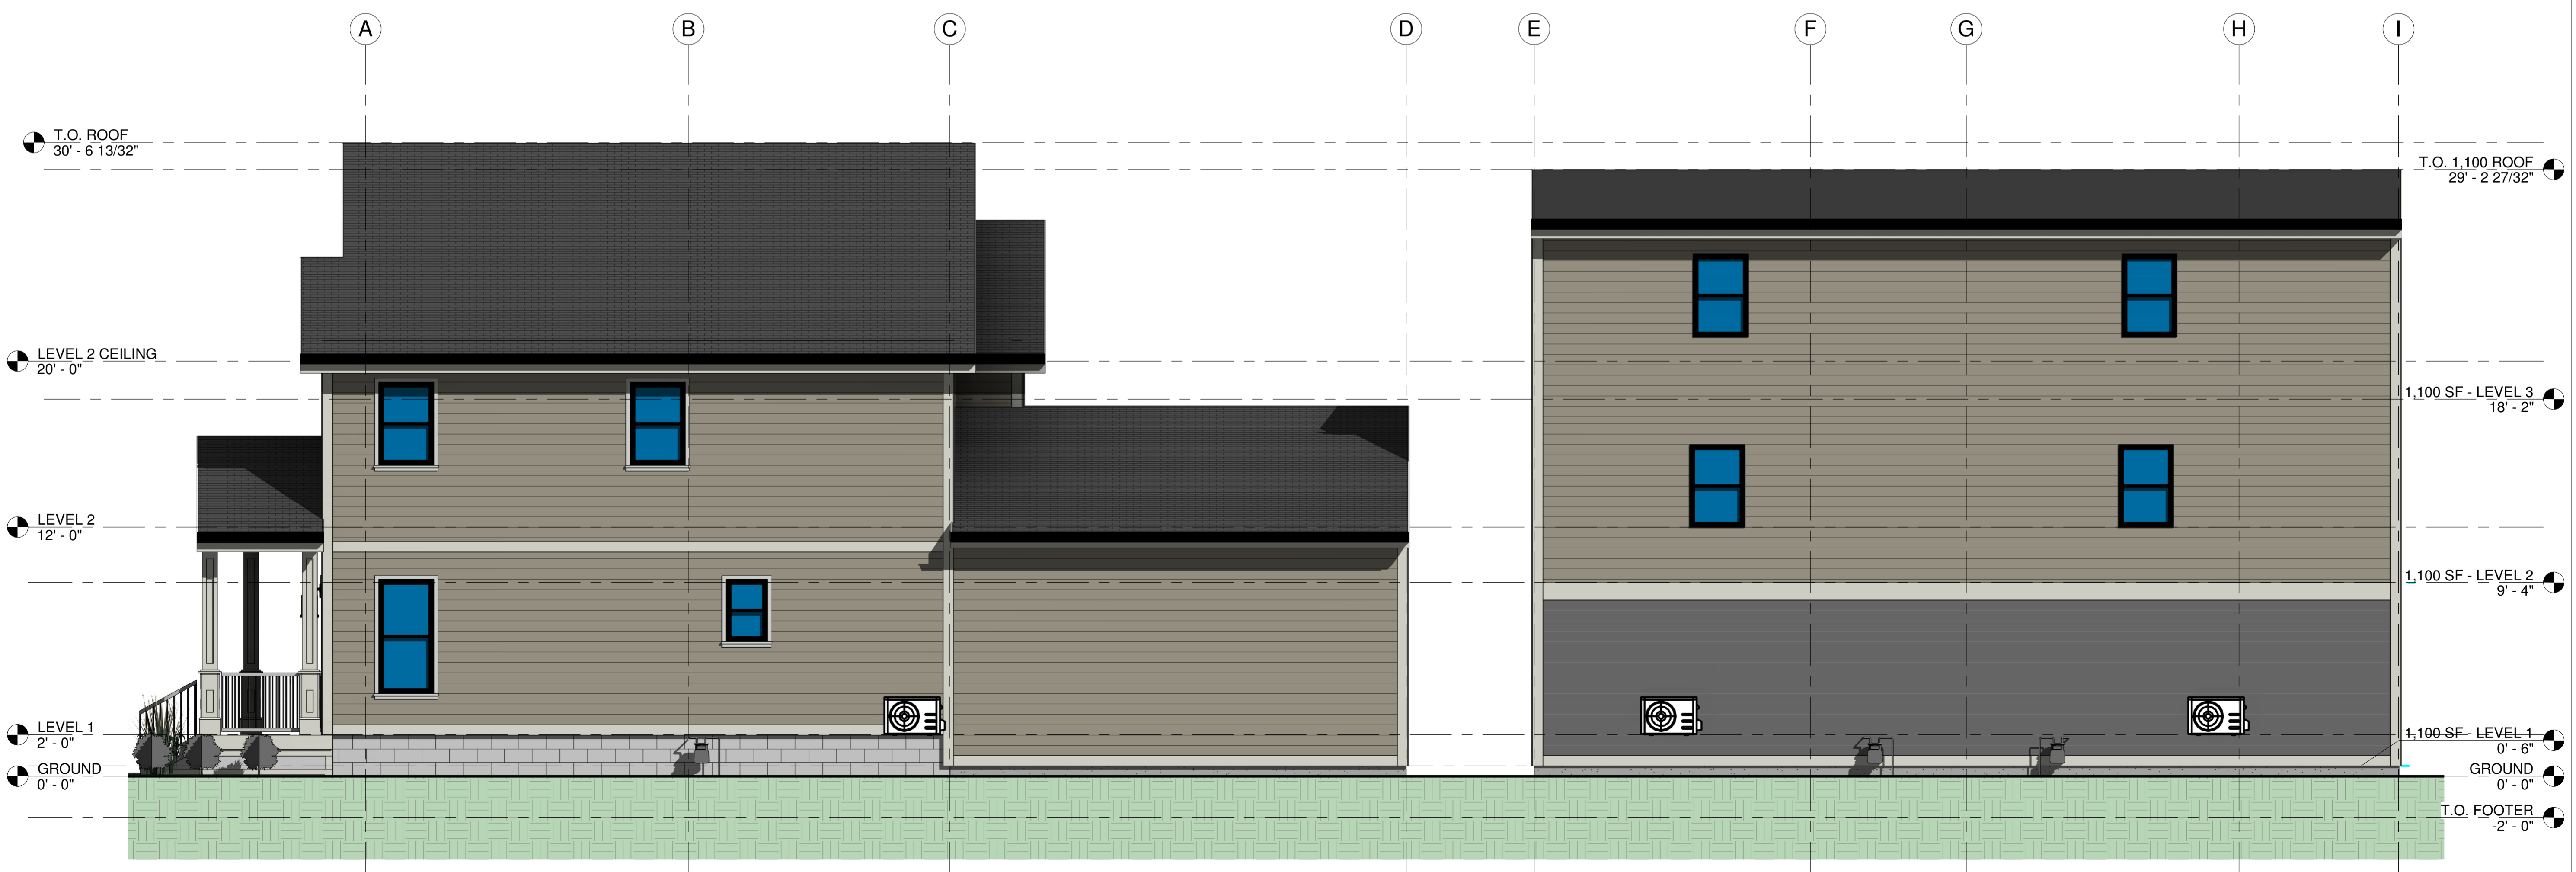 A B C D E F G H I
T.O. ROOF
30' - 6 13/32"
T.O. 1,100 ROOF
29' - 2 27/32"
LEVEL 2 CEILING
20' - 0"
1,100 SF - LEVEL 3
18' - 2"
LEVEL 2
12' - 0"
1,100 SF - LEVEL 2
9' - 4"
LEVEL 1
2' - 0"
1,100 SF - LEVEL 1
0' - 6"
GROUND
0' - 0"
GROUND
0' - 0"
T.O. FOOTER
-2' - 0"